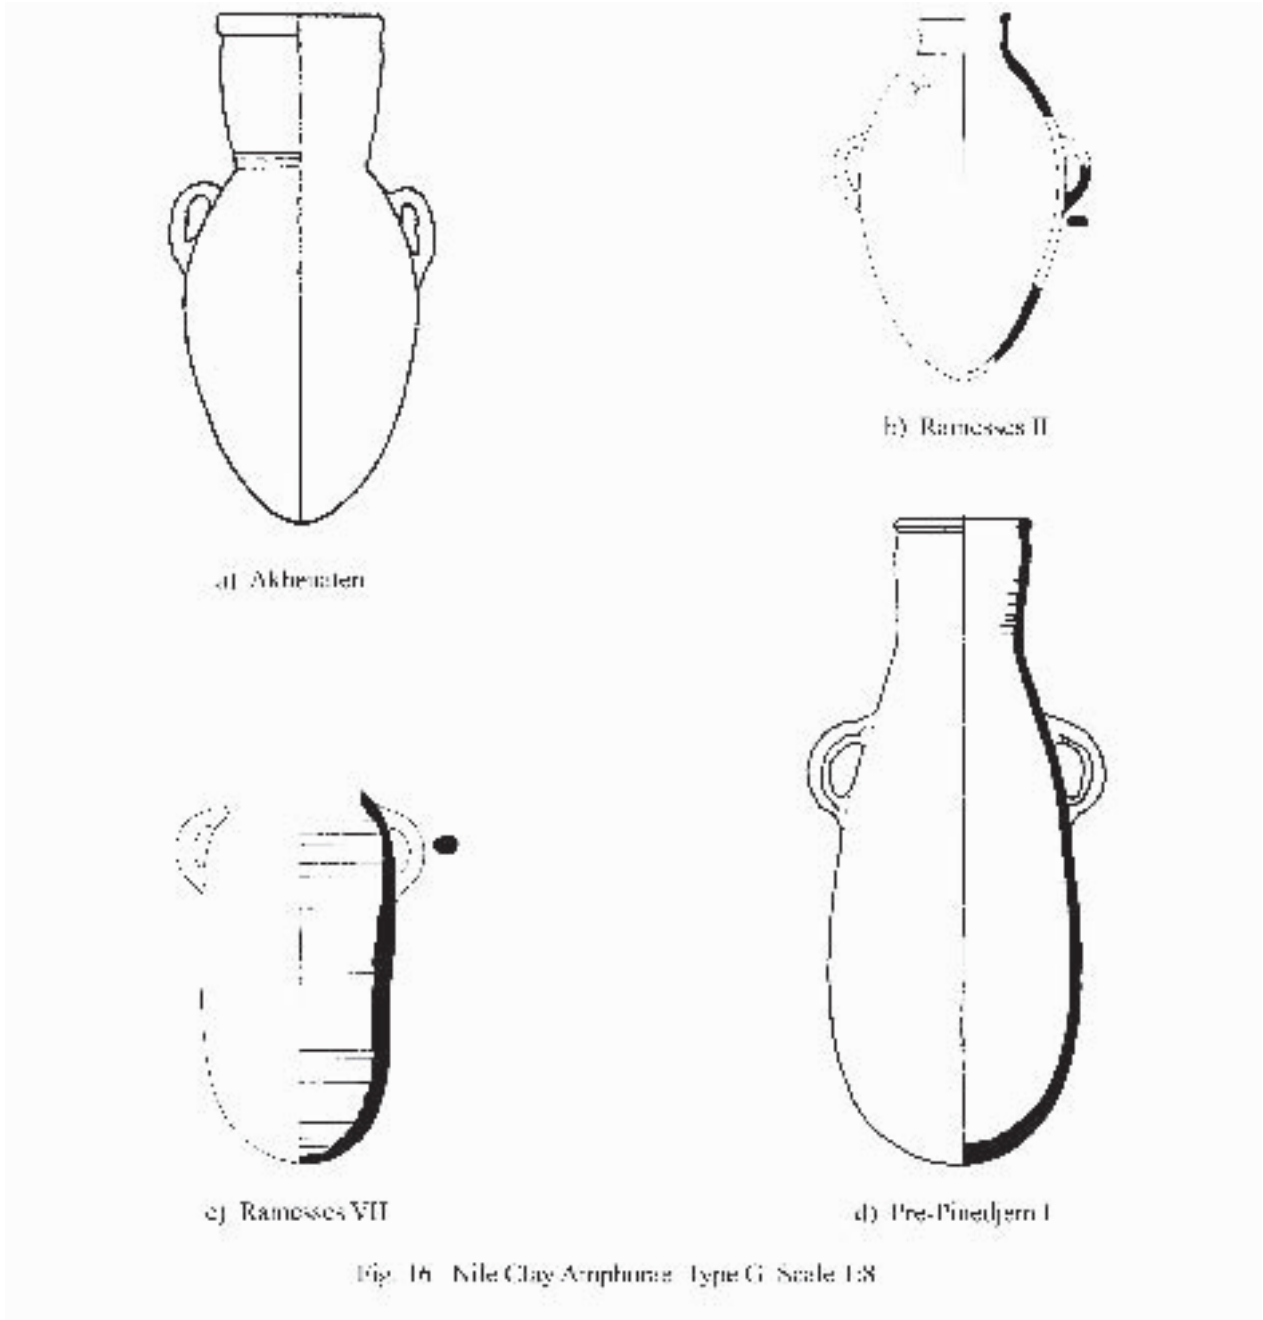 a) Akhenaten
b) Ramesses II
c) Ramesses VII
d) Pre-Pinedjem I
Fig. 16 Nile Clay Amphorae Type G Scale 1:8